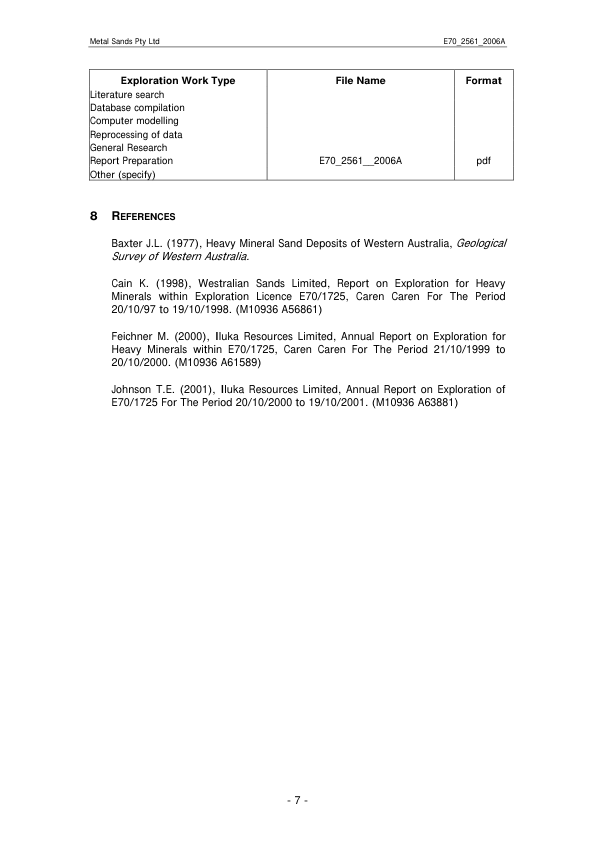 Metal Sands Pty Ltd E70_2561_2006A
Exploration Work Type File Name Format
Literature search
Database compilation
Computer modelling
Reprocessing of data
General Research
Report Preparation E70_2561__2006A pdf
Other (specify)
8 REFERENCES
Baxter J.L. (1977), Heavy Mineral Sand Deposits of Western Australia, Geological
Survey of Western Australia.
Cain K. (1998), Westralian Sands Limited, Report on Exploration for Heavy
Minerals within Exploration Licence E70/1725, Caren Caren For The Period
20/10/97 to 19/10/1998. (M10936 A56861)
Feichner M. (2000), Iluka Resources Limited, Annual Report on Exploration for
Heavy Minerals within E70/1725, Caren Caren For The Period 21/10/1999 to
20/10/2000. (M10936 A61589)
Johnson T.E. (2001), Iluka Resources Limited, Annual Report on Exploration of
E70/1725 For The Period 20/10/2000 to 19/10/2001. (M10936 A63881)
- 7 -